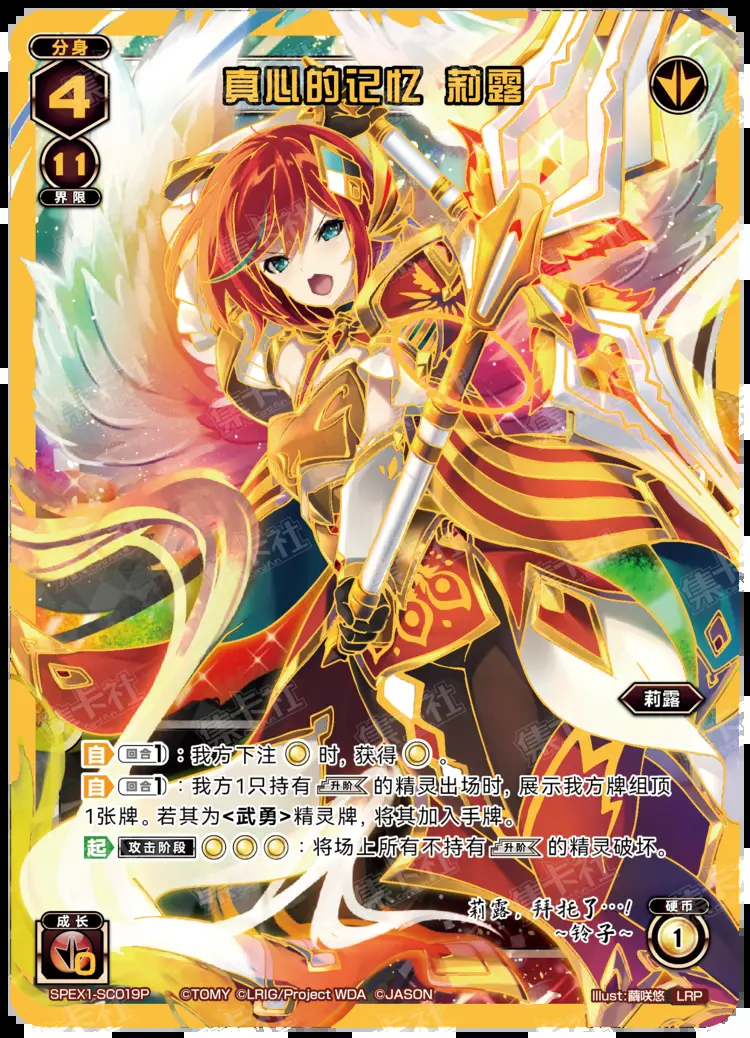 分身
4
真心的记忆 莉露
11
界限
莉露
自 回合1：我方下注 时，获得 。
自 回合1：我方1只持有 升阶 的精灵出场时，展示我方牌组顶
1张牌。若其为<武勇>精灵牌，将其加入手牌。
起 攻击阶段 ：将场上所有不持有 升阶 的精灵破坏。
莉露，拜托了…！
~铃子~
成长
0
硬币
1
SPEX1-SC019P ©TOMY ©LRIG/Project WDA ©JASON Illust:繭咲悠 LRP
集卡社